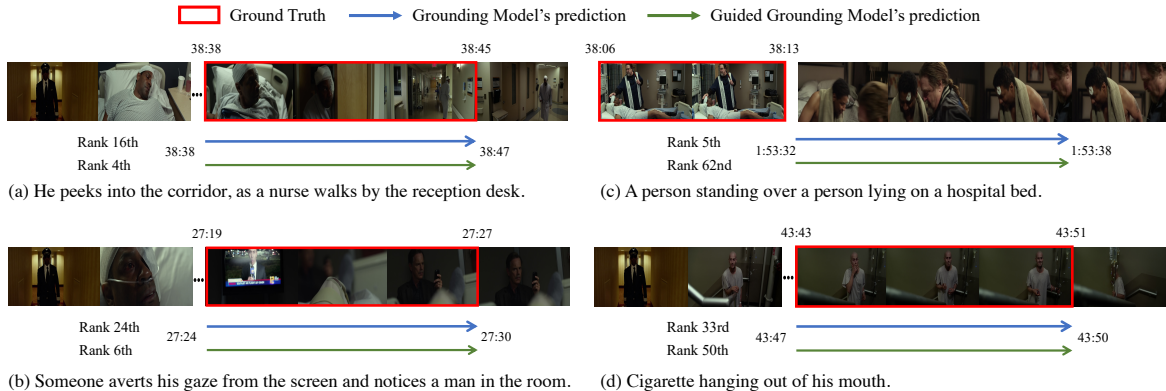 Ground Truth Grounding Model's prediction Guided Grounding Model's prediction
38:38 38:45
Rank 16th
38:38 38:47
Rank 4th
(a) He peeks into the corridor, as a nurse walks by the reception desk.
38:06 38:13
Rank 5th
1:53:32 1:53:38
Rank 62nd
(c) A person standing over a person lying on a hospital bed.
27:19 27:27
Rank 24th
27:24 27:30
Rank 6th
(b) Someone averts his gaze from the screen and notices a man in the room.
43:43 43:51
Rank 33rd
43:47 43:50
Rank 50th
(d) Cigarette hanging out of his mouth.